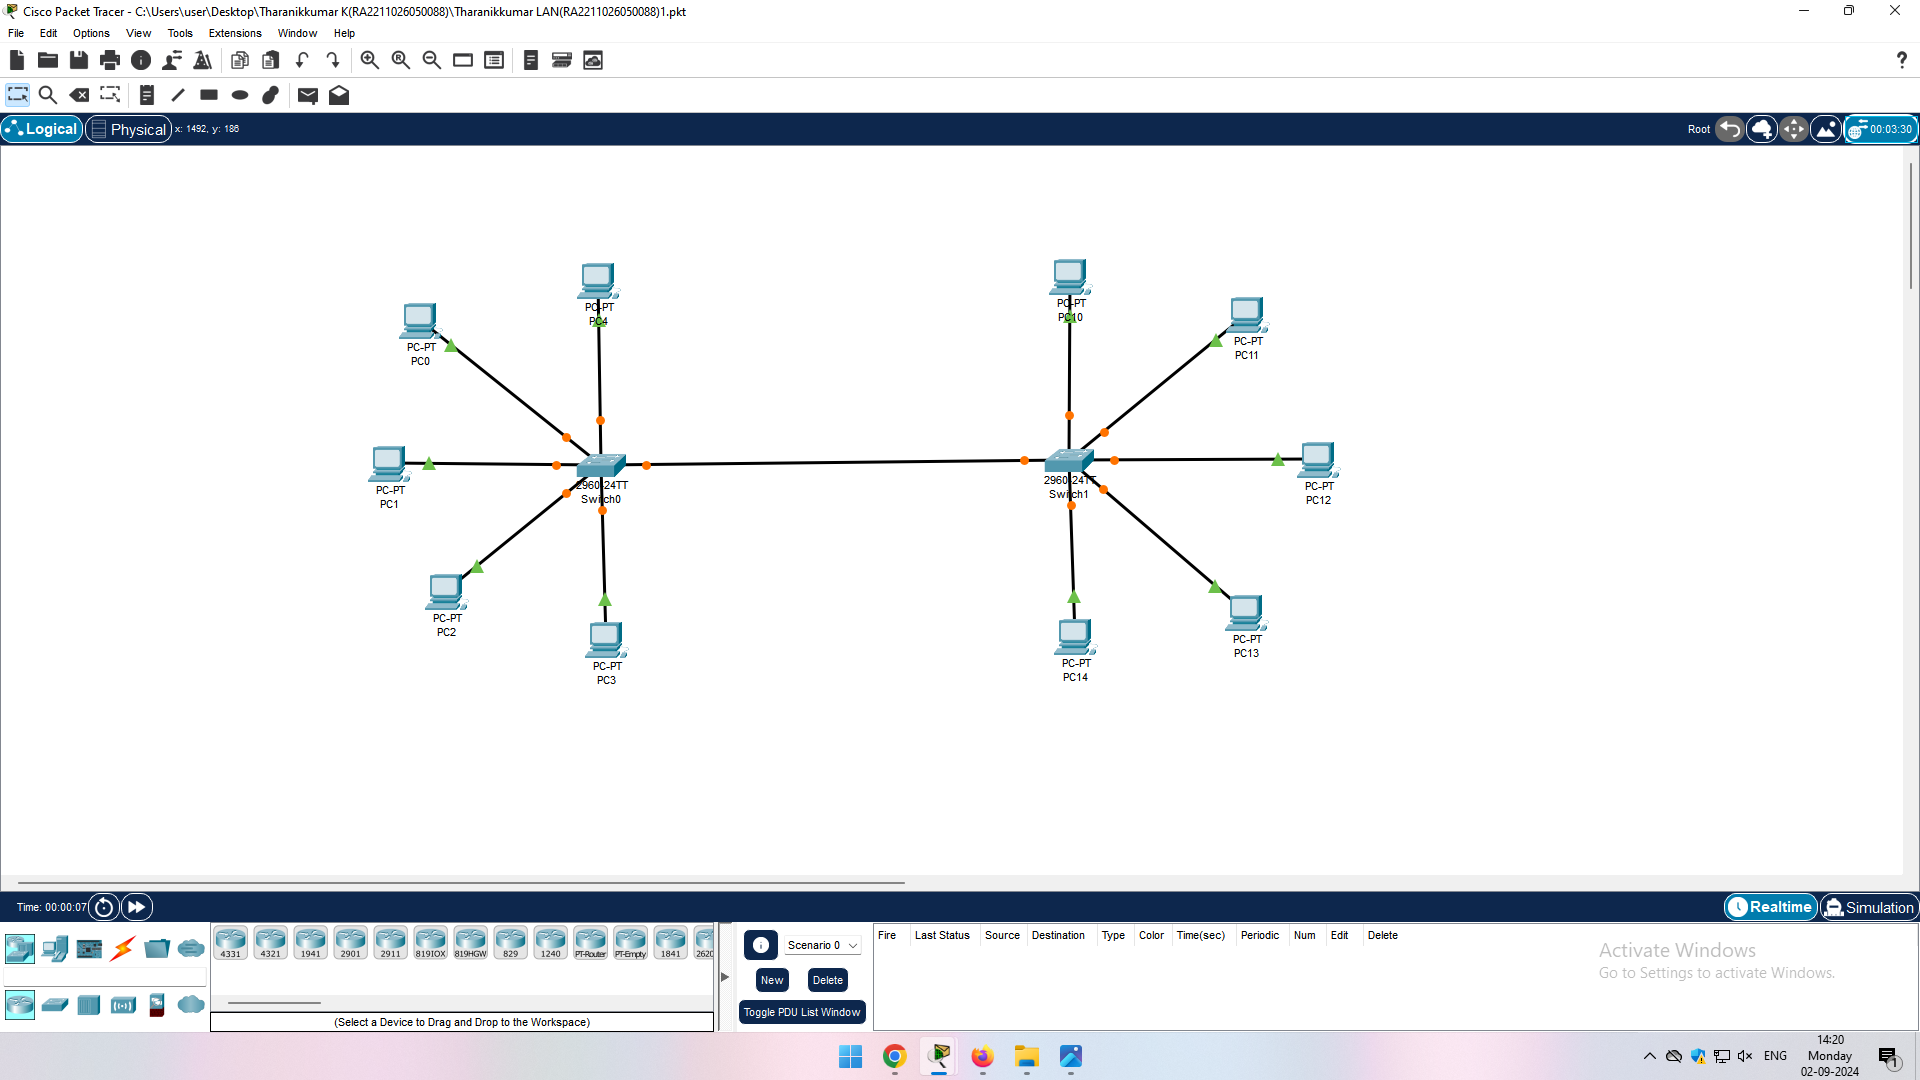 Cisco Packet Tracer - C:\Users\user\Desktop\Tharanikkumar K(RA2211026050088)\Tharanikkumar LAN(RA2211026050088)1.pkt
File Edit Options View Tools Extensions Window Help
Logical Physical x: 1492, y: 186 Root 00:03:30
PC-PT
PC4
PC-PT
PC10
PC-PT
PC0
PC-PT
PC11
PC-PT
PC1
2960-24TT
Switch0
2960-24TT
Switch1
PC-PT
PC12
PC-PT
PC2
PC-PT
PC3
PC-PT
PC14
PC-PT
PC13
Time: 00:00:07 Realtime Simulation
4331 4321 1941 2901 2911 819IOX 819HGW 829 1240 PT-Router PT-Empty 1841 2620
(Select a Device to Drag and Drop to the Workspace)
Scenario 0
New Delete
Toggle PDU List Window
Fire Last Status Source Destination Type Color Time(sec) Periodic Num Edit Delete
Activate Windows
Go to Settings to activate Windows.
ENG
14:20
Monday
02-09-2024
1